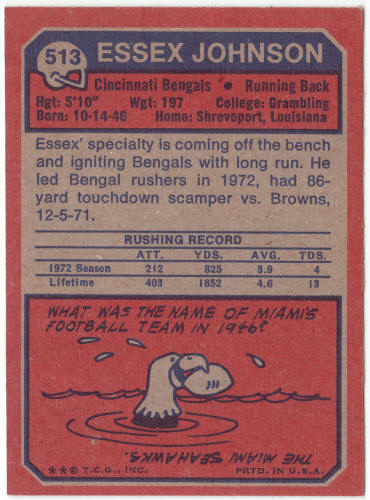 513 ESSEX JOHNSON
Cincinnati Bengals • Running Back
Hgt: 5'10" Wgt: 197 College: Grambling
Born: 10-14-46 Home: Shreveport, Louisiana
Essex' specialty is coming off the bench
and igniting Bengals with long run. He
led Bengal rushers in 1972, had 86-
yard touchdown scamper vs. Browns,
12-5-71.
RUSHING RECORD
ATT. YDS. AVG. TDS.
1972 Season 212 825 3.9 4
Lifetime 403 1852 4.6 13
WHAT WAS THE NAME OF MIAMI'S
FOOTBALL TEAM IN 1946?
THE MIAMI SEAHAWKS.
**© T.C.G., INC. PRTD. IN U.S.A.